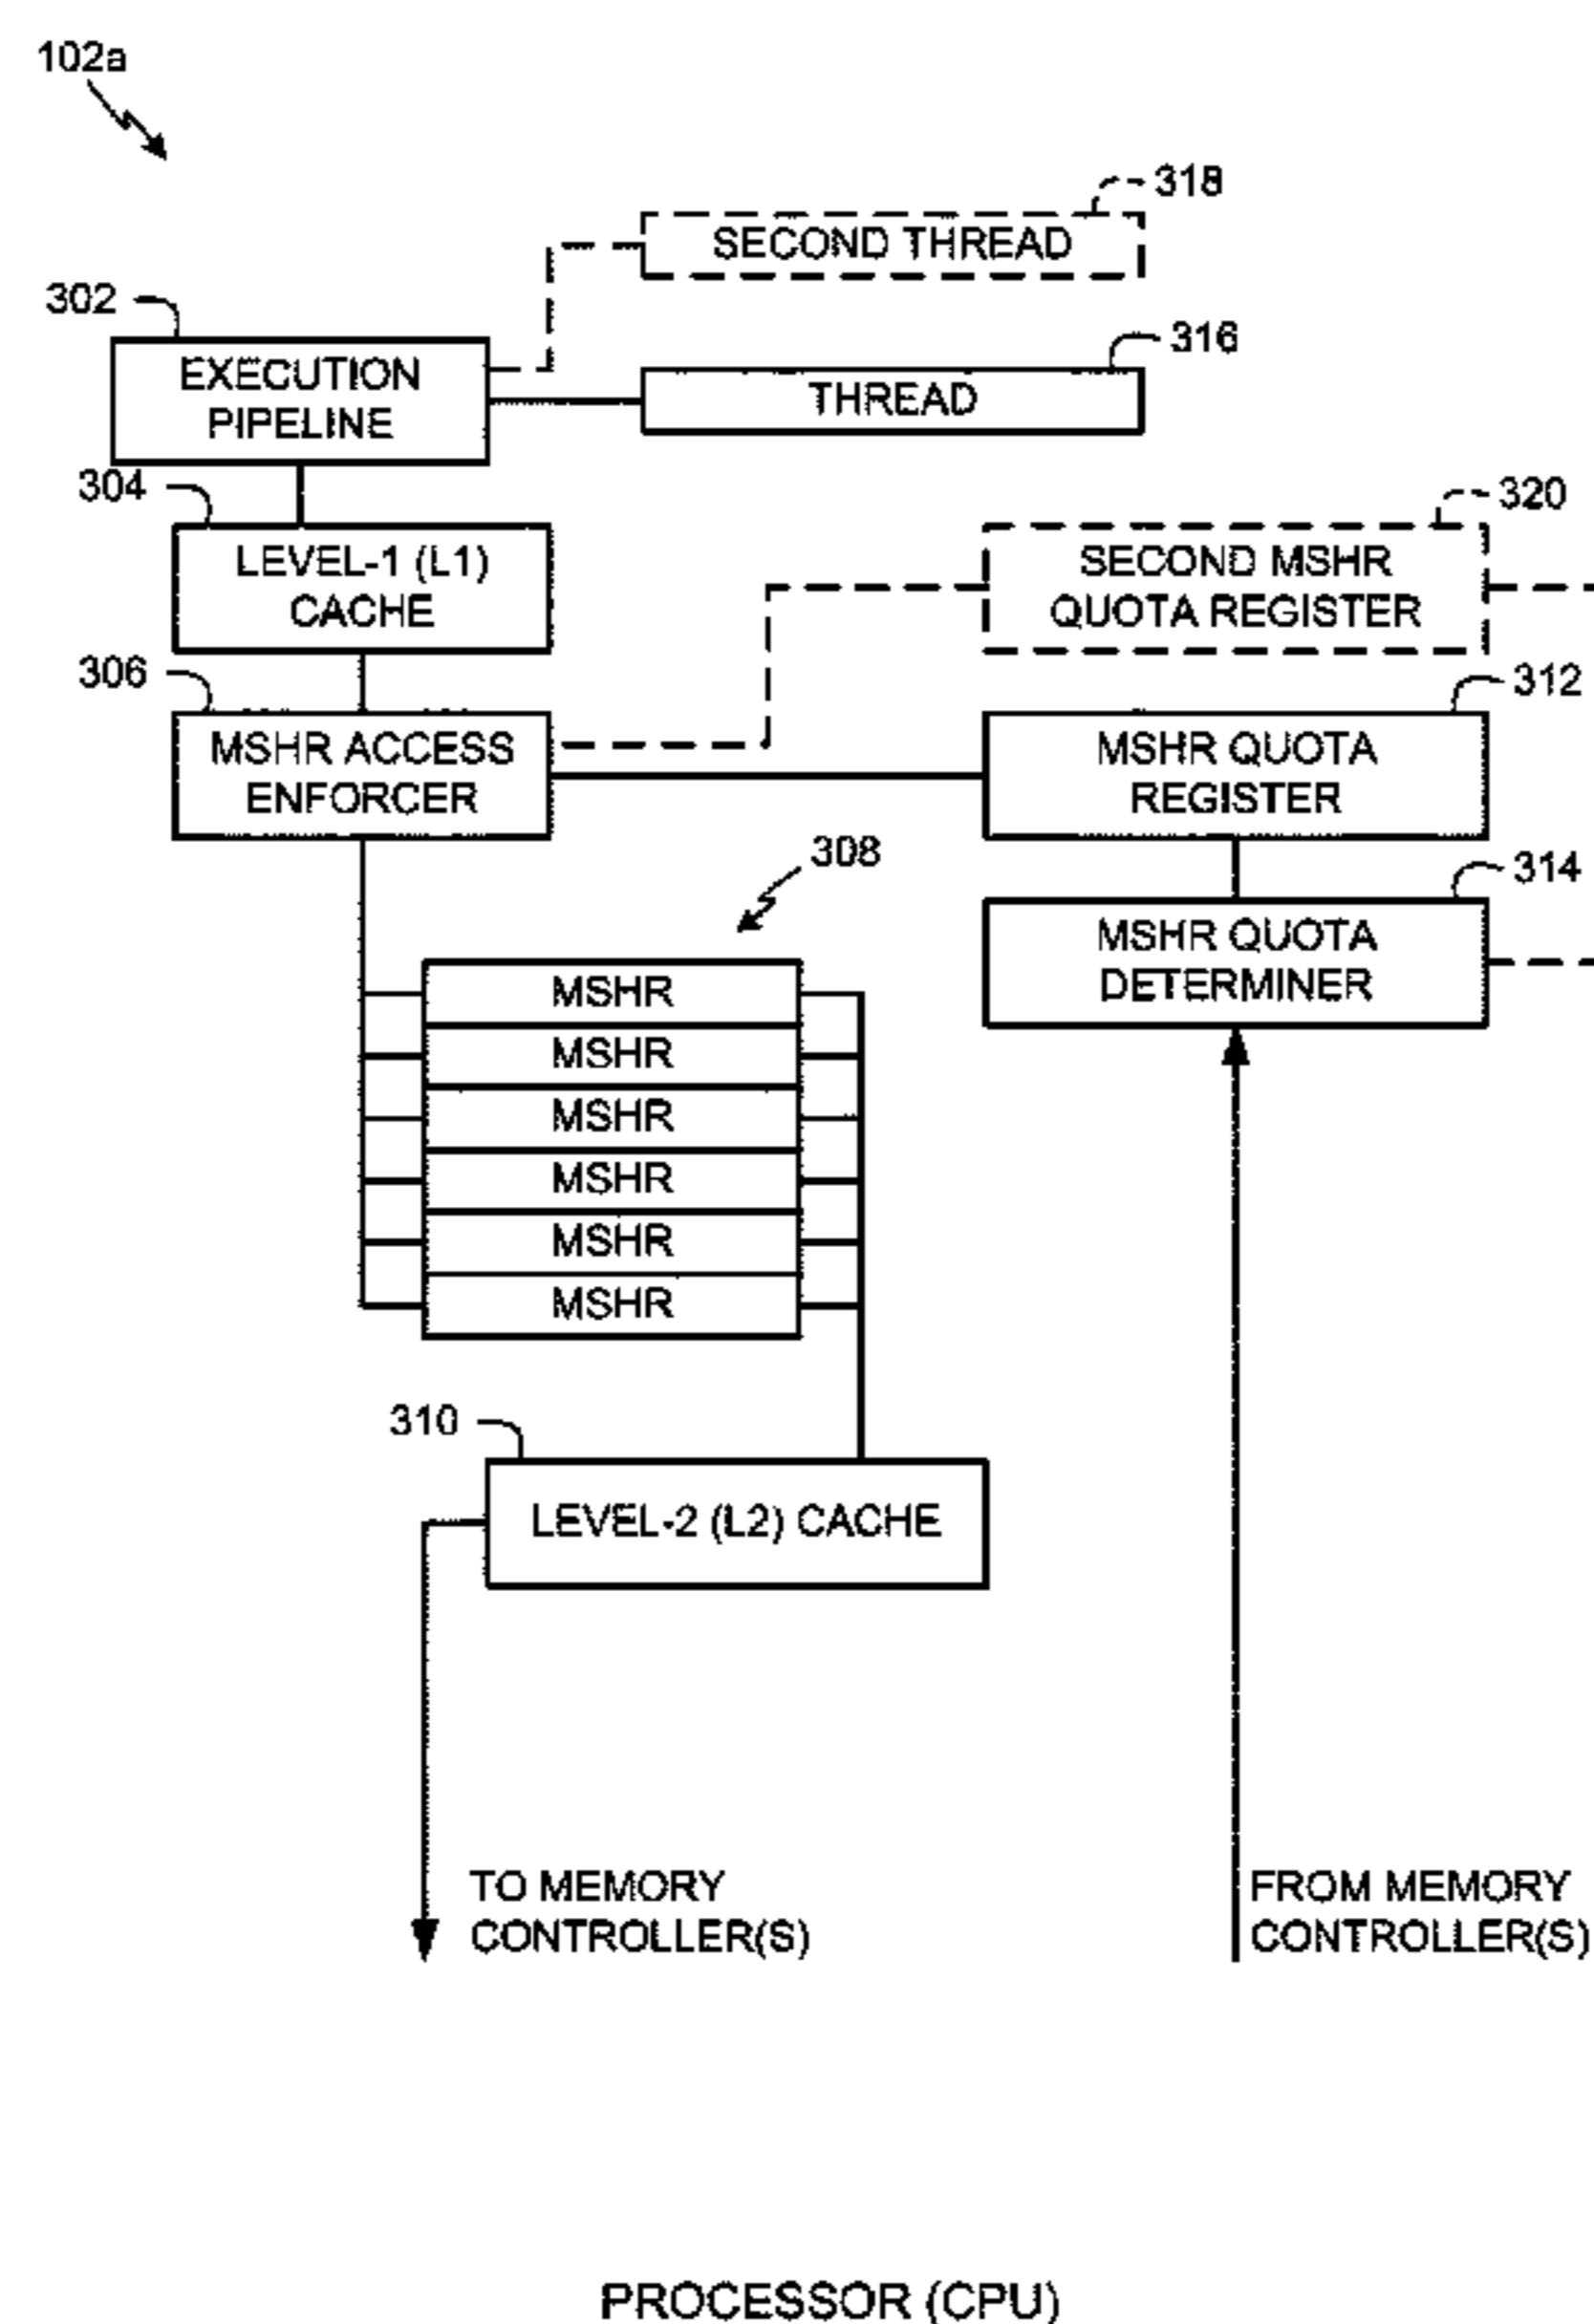 102a
318
SECOND THREAD
302
316
EXECUTION
PIPELINE
THREAD
304
320
LEVEL-1 (L1)
CACHE
SECOND MSHR
QUOTA REGISTER
306
312
MSHR ACCESS
ENFORCER
MSHR QUOTA
REGISTER
308
314
MSHR QUOTA
DETERMINER
MSHR
MSHR
MSHR
MSHR
MSHR
MSHR
310
LEVEL-2 (L2) CACHE
TO MEMORY
CONTROLLER(S)
FROM MEMORY
CONTROLLER(S)
PROCESSOR (CPU)